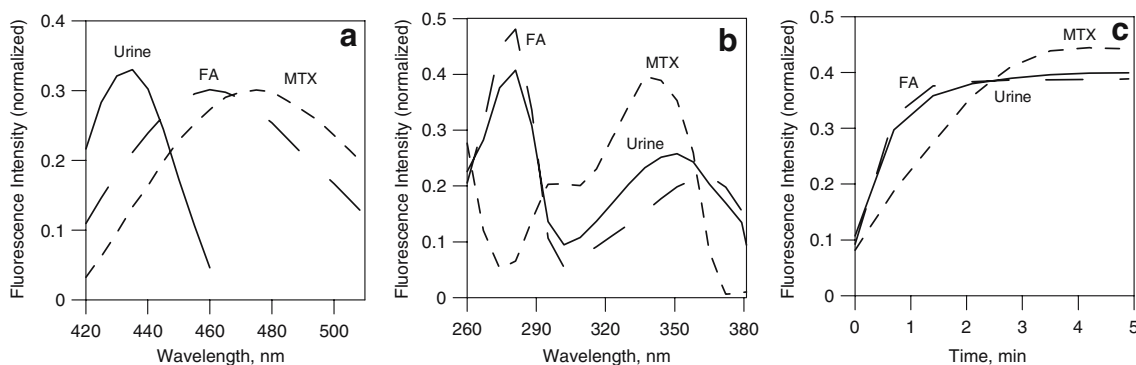 a
Fluorescence Intensity (normalized)
0.4
0.3
0.2
0.1
0
Urine
FA
MTX
420
440
460
480
500
Wavelength, nm
b
Fluorescence Intensity (normalized)
0.5
0.4
0.3
0.2
0.1
0
FA
MTX
Urine
260
290
320
350
380
Wavelength, nm
c
Fluorescence Intensity (normalized)
0.5
0.4
0.3
0.2
0.1
0
MTX
FA
Urine
0
1
2
3
4
5
Time, min